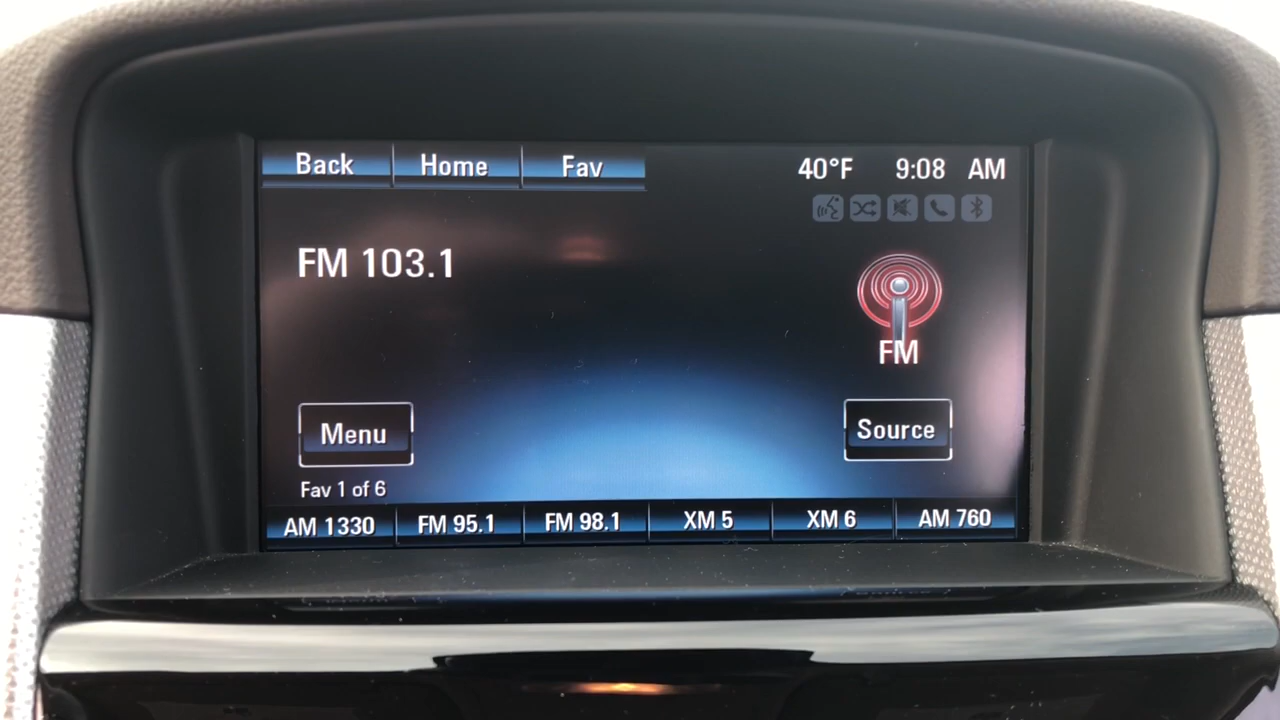 Back Home Fav 40°F 9:08 AM
FM 103.1
FM
Menu Source
Fav 1 of 6
AM 1330 FM 95.1 FM 98.1 XM 5 XM 6 AM 760